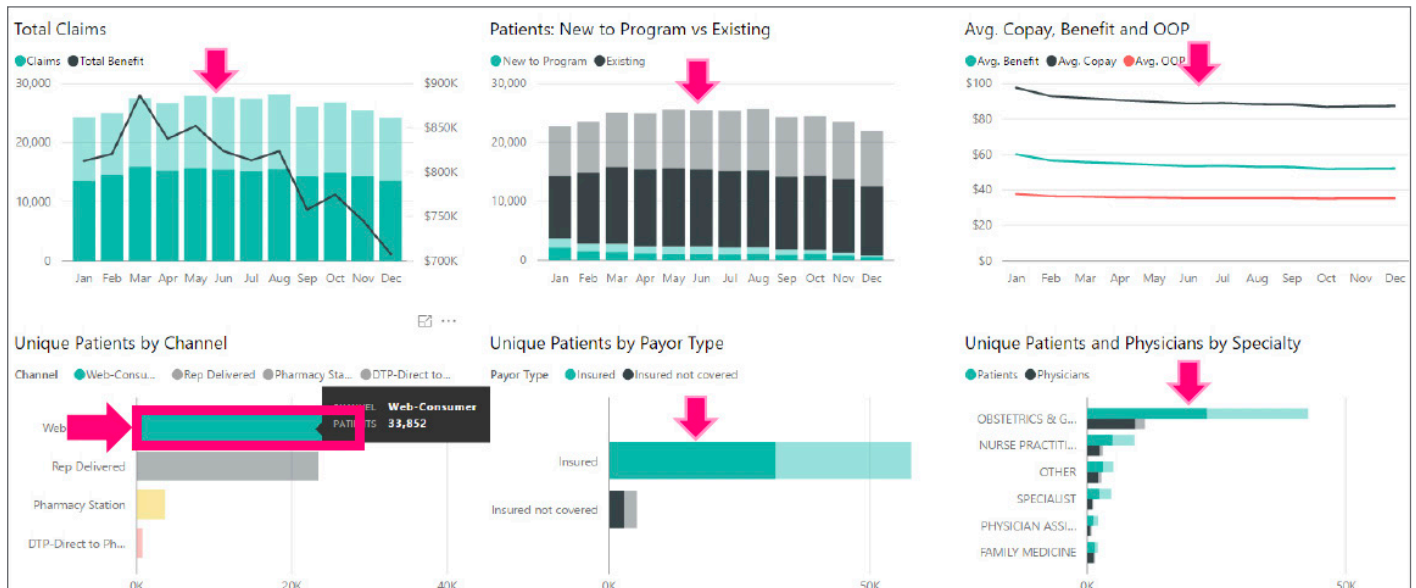 Total Claims
Claims Total Benefit
30,000
20,000
10,000
0
$900K
$850K
$800K
$750K
$700K
Jan Feb Mar Apr May Jun Jul Aug Sep Oct Nov Dec
Patients: New to Program vs Existing
New to Program Existing
30,000
20,000
10,000
0
Jan Feb Mar Apr May Jun Jul Aug Sep Oct Nov Dec
Avg. Copay, Benefit and OOP
Avg. Benefit Avg. Copay Avg. OOP
$100
$80
$60
$40
$20
$0
Jan Feb Mar Apr May Jun Jul Aug Sep Oct Nov Dec
Unique Patients by Channel
Channel Web-Consu... Rep Delivered Pharmacy Sta... DTP-Direct to...
Web
CHANNEL Web-Consumer
PATIENTS 33,852
Rep Delivered
Pharmacy Station
DTP-Direct to Ph...
0K 20K 40K
Unique Patients by Payor Type
Payor Type Insured Insured not covered
Insured
Insured not covered
0K 50K
Unique Patients and Physicians by Specialty
Patients Physicians
OBSTETRICS & G...
NURSE PRACTITI...
OTHER
SPECIALIST
PHYSICIAN ASSI...
FAMILY MEDICINE
0K 50K